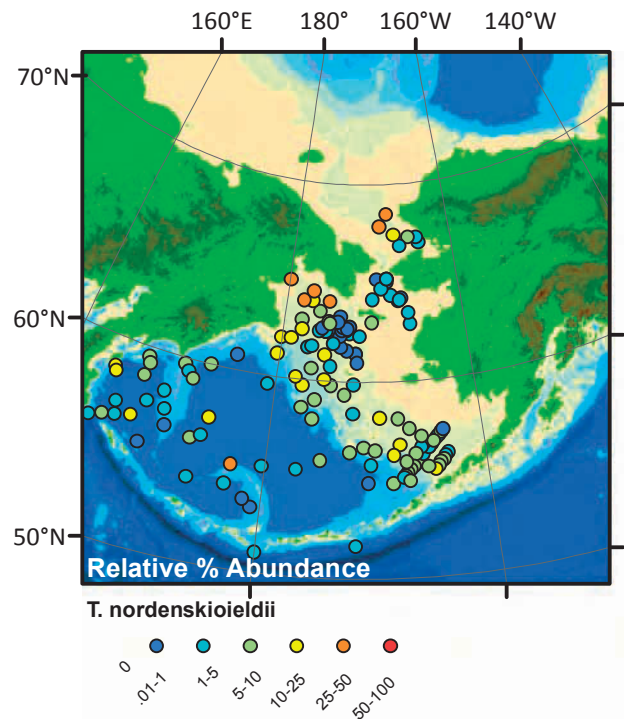 160°E 180° 160°W 140°W
70°N
60°N
50°N
Relative % Abundance
T. nordenskioieldii
0 .01-1 1-5 5-10 10-25 25-50 50-100